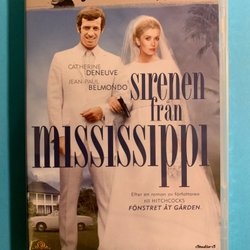 CATHERINE
DENEUVE
JEAN-PAUL
BELMONDO
sirenen
från
mississippi
Efter en roman av författaren
till HITCHCOCKS
FÖNSTRET ÅT GÅRDEN.